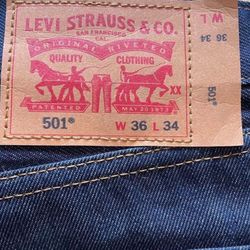 LEVI STRAUSS & CO.
SAN FRANCISCO
CAL.
ORIGINAL RIVETED
QUALITY CLOTHING
XX
PATENTED MAY 20 1873
501® W 36 L 34
W L
36 34
501®